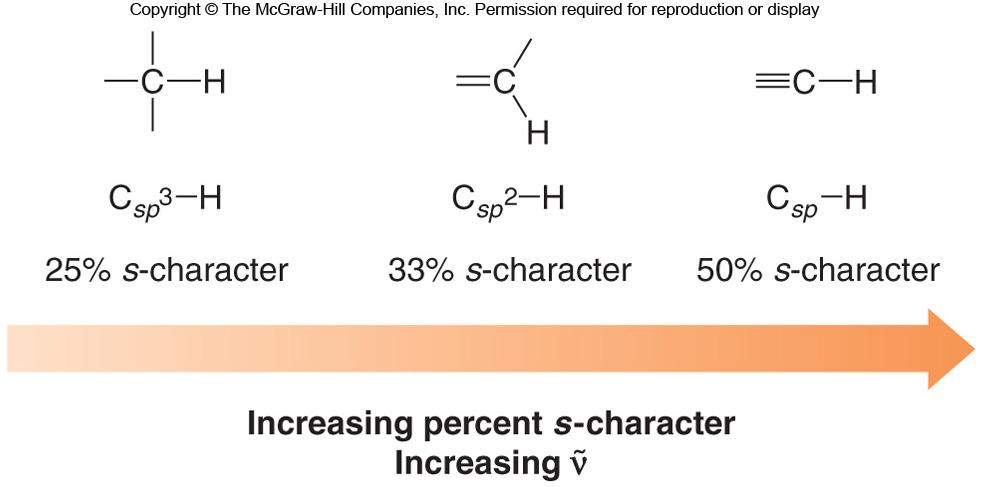 Copyright © The McGraw-Hill Companies, Inc. Permission required for reproduction or display
—C—H =C ≡C—H
H
Csp³—H Csp²—H Csp—H
25% s-character 33% s-character 50% s-character
Increasing percent s-character
Increasing ṽ